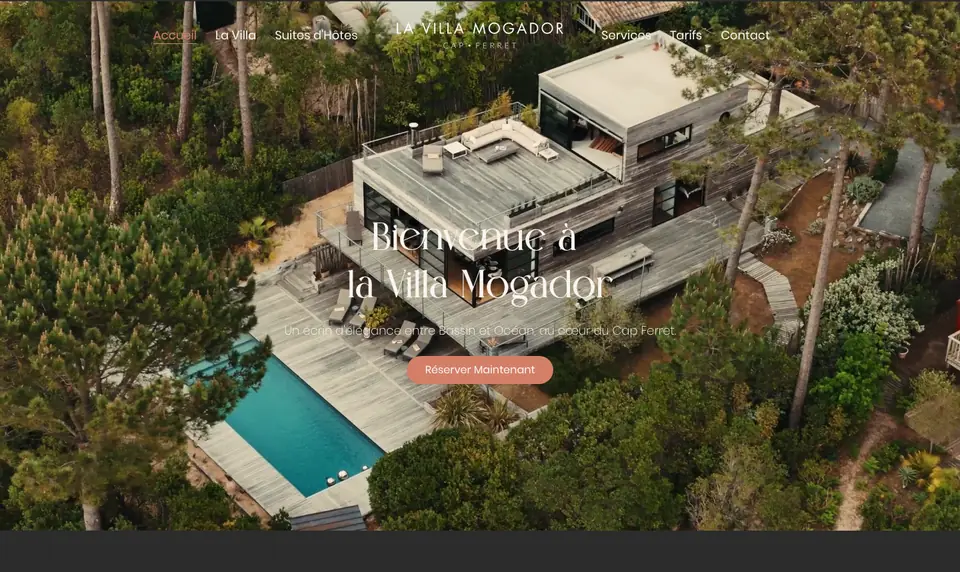 Accueil
La Villa
Suites d'Hôtes
LA VILLA MOGADOR
CAP • FERRET
Services
Tarifs
Contact
Bienvenue à
la Villa Mogador
Un écrin d'élégance entre Bassin et Océan, au cœur du Cap Ferret.
Réserver Maintenant